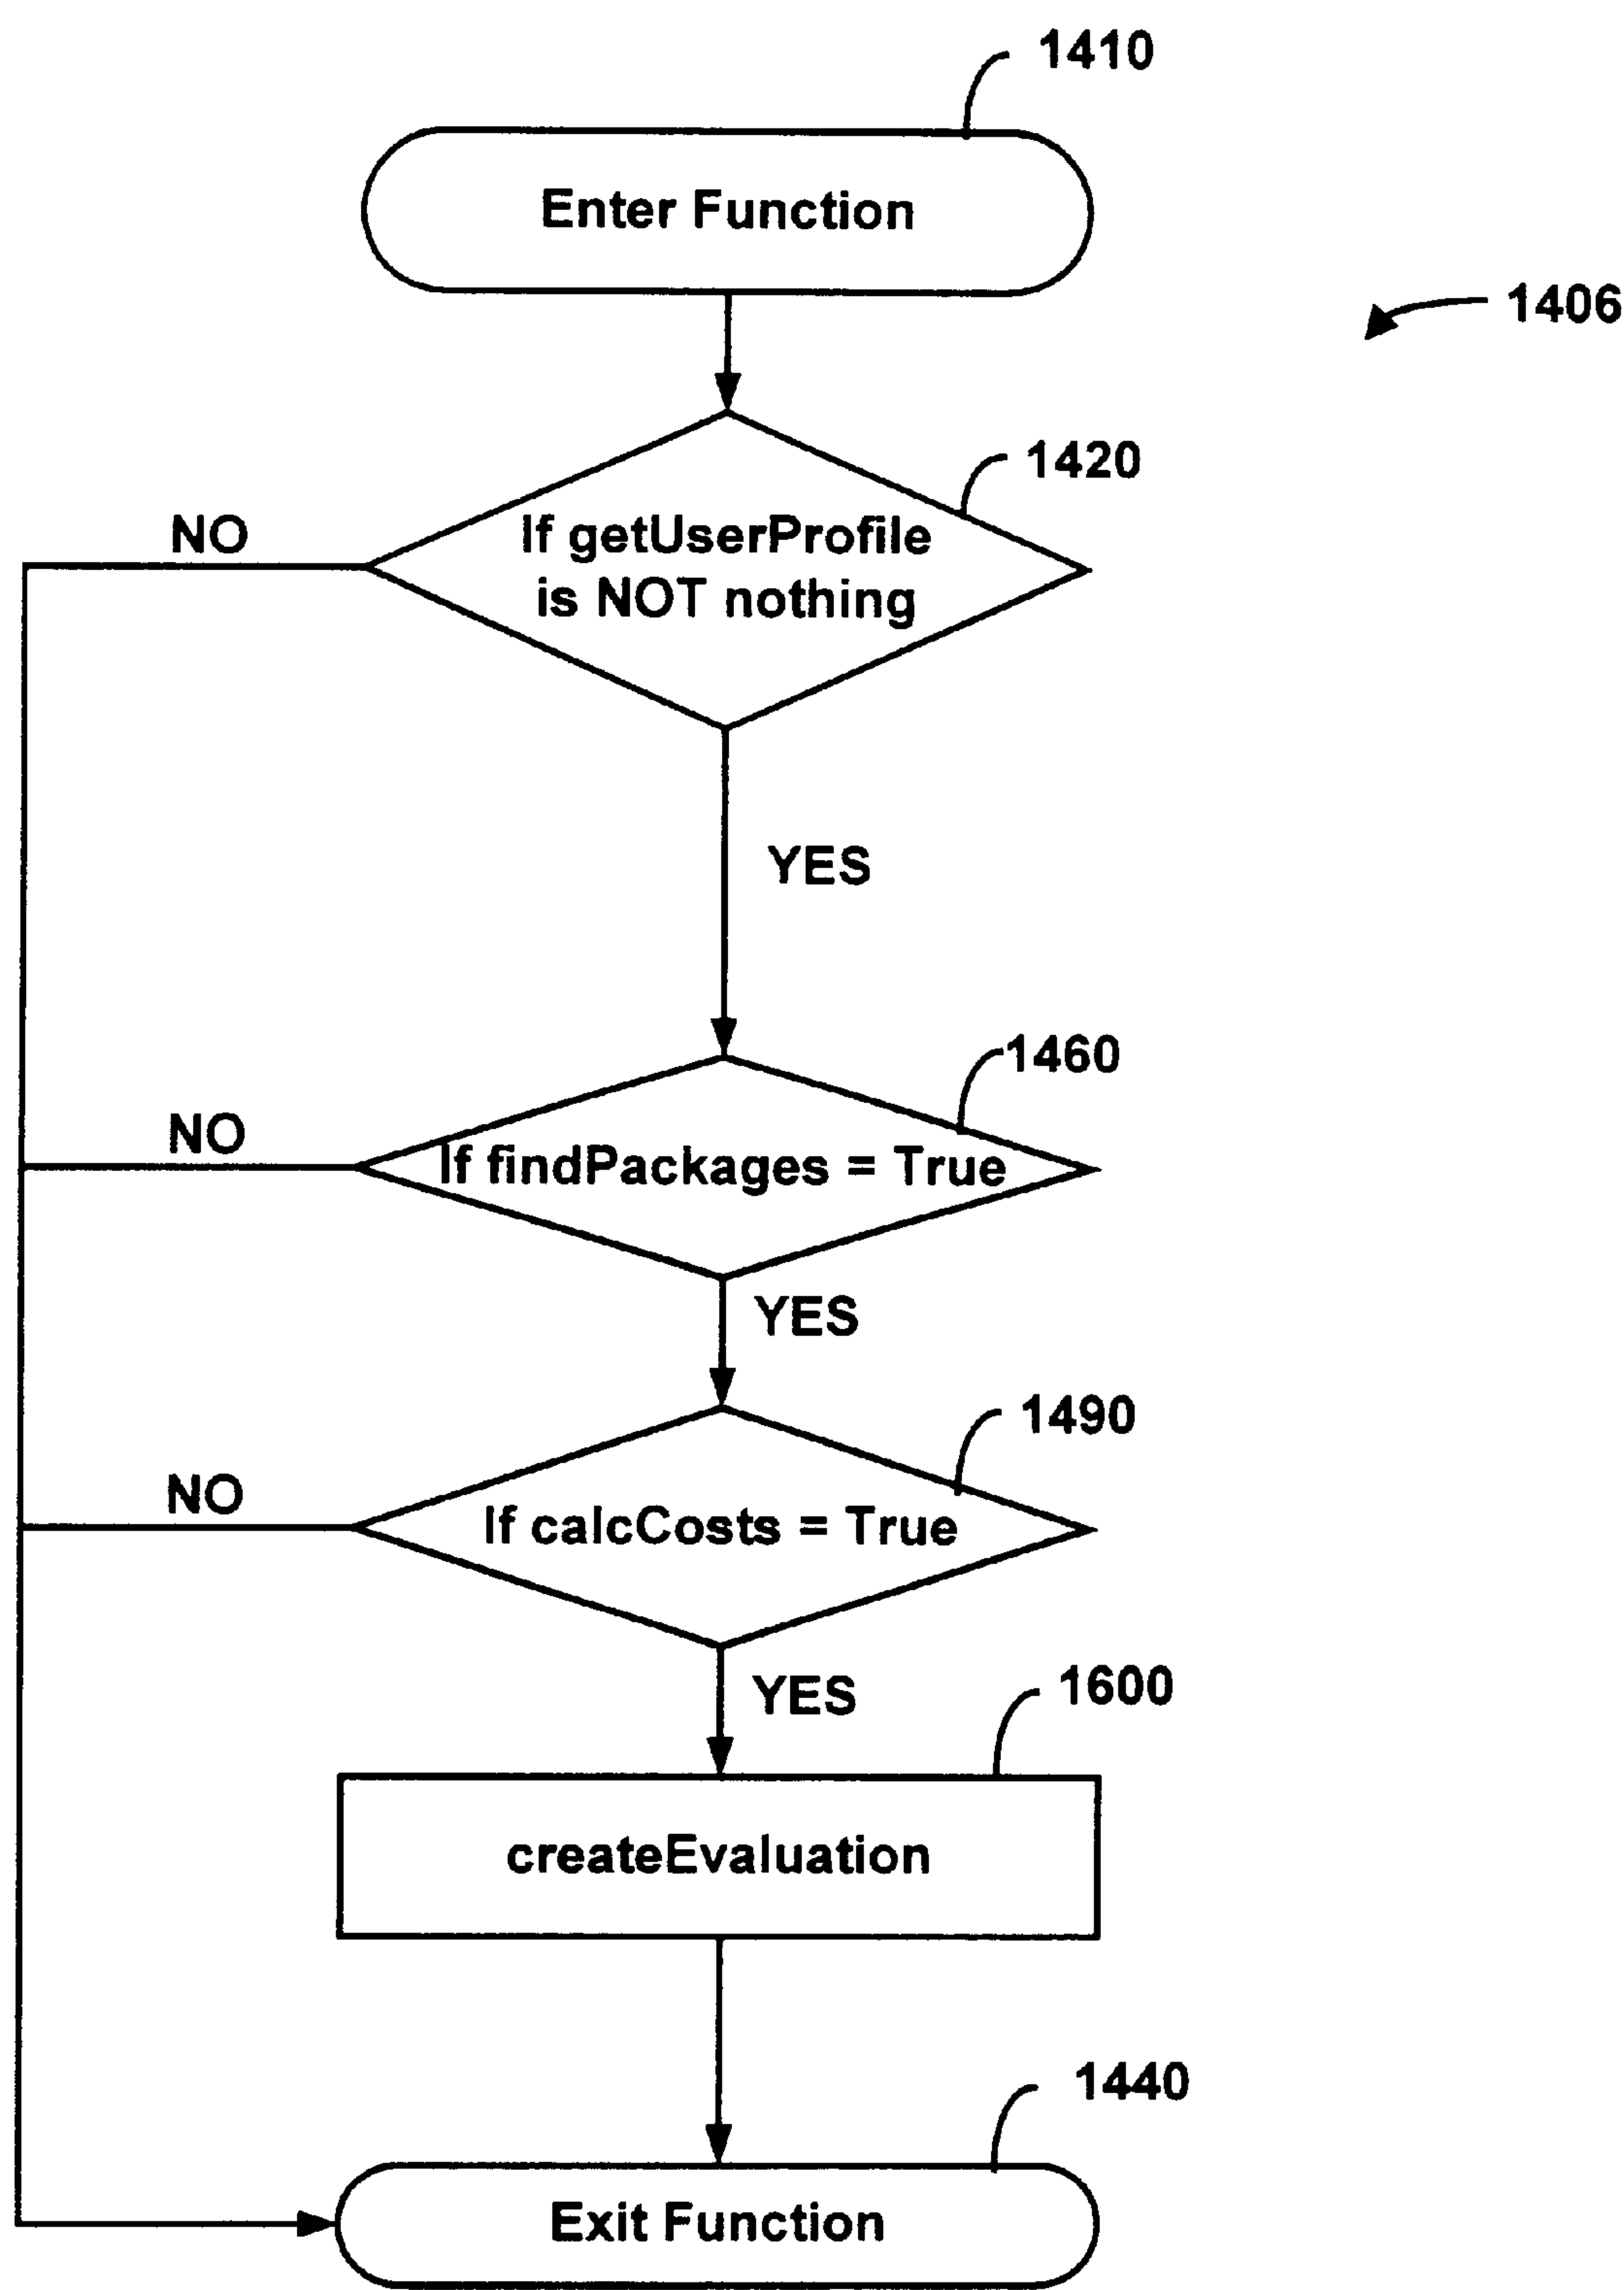 1410
Enter Function
1406
1420
If getUserProfile
is NOT nothing
NO
YES
1460
NO
If findPackages = True
YES
1490
NO
If calcCosts = True
YES
1600
createEvaluation
1440
Exit Function